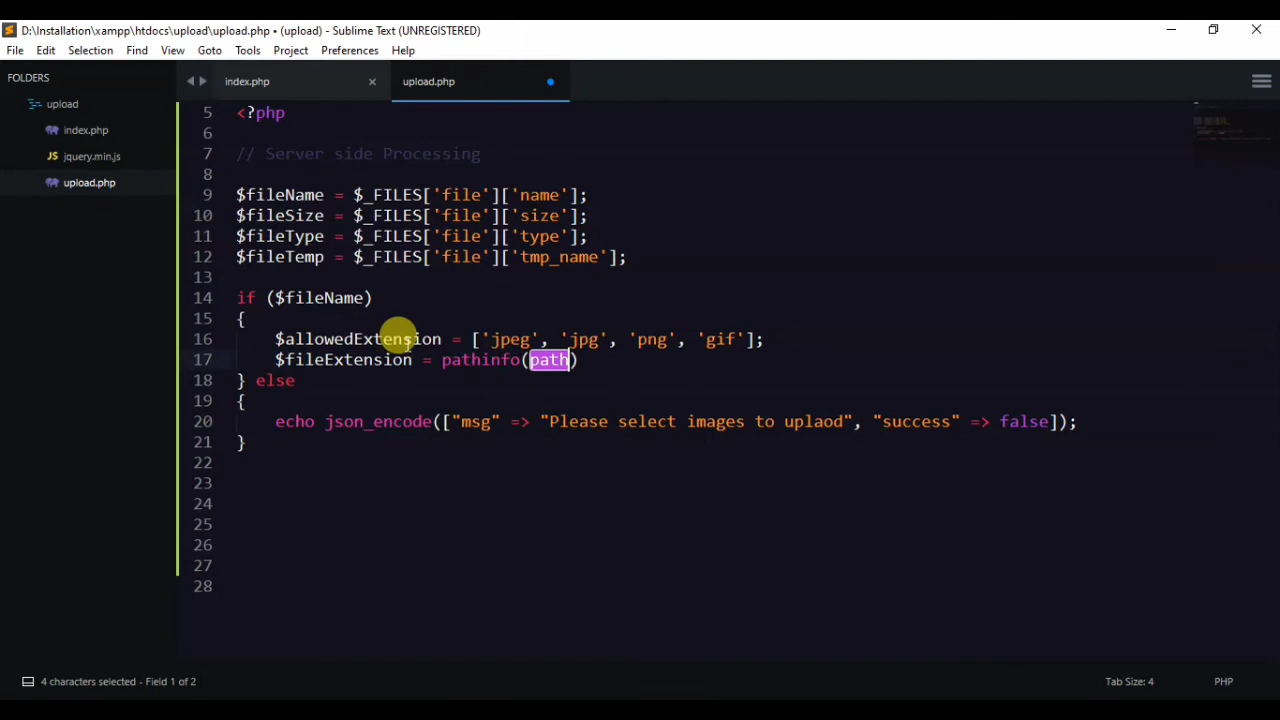 D:\Installation\xampp\htdocs\upload\upload.php • (upload) - Sublime Text (UNREGISTERED)
File Edit Selection Find View Goto Tools Project Preferences Help
FOLDERS
upload
index.php
JS jquery.min.js
upload.php
index.php × upload.php
5 <?php
6
7 // Server side Processing
8
9 $fileName = $_FILES['file']['name'];
10 $fileSize = $_FILES['file']['size'];
11 $fileType = $_FILES['file']['type'];
12 $fileTemp = $_FILES['file']['tmp_name'];
13
14 if ($fileName)
15 {
16 $allowedExtension = ['jpeg', 'jpg', 'png', 'gif'];
17 $fileExtension = pathinfo(path)
18 } else
19 {
20 echo json_encode(["msg" => "Please select images to uplaod", "success" => false]);
21 }
22
23
24
25
26
27
28
4 characters selected - Field 1 of 2 Tab Size: 4 PHP